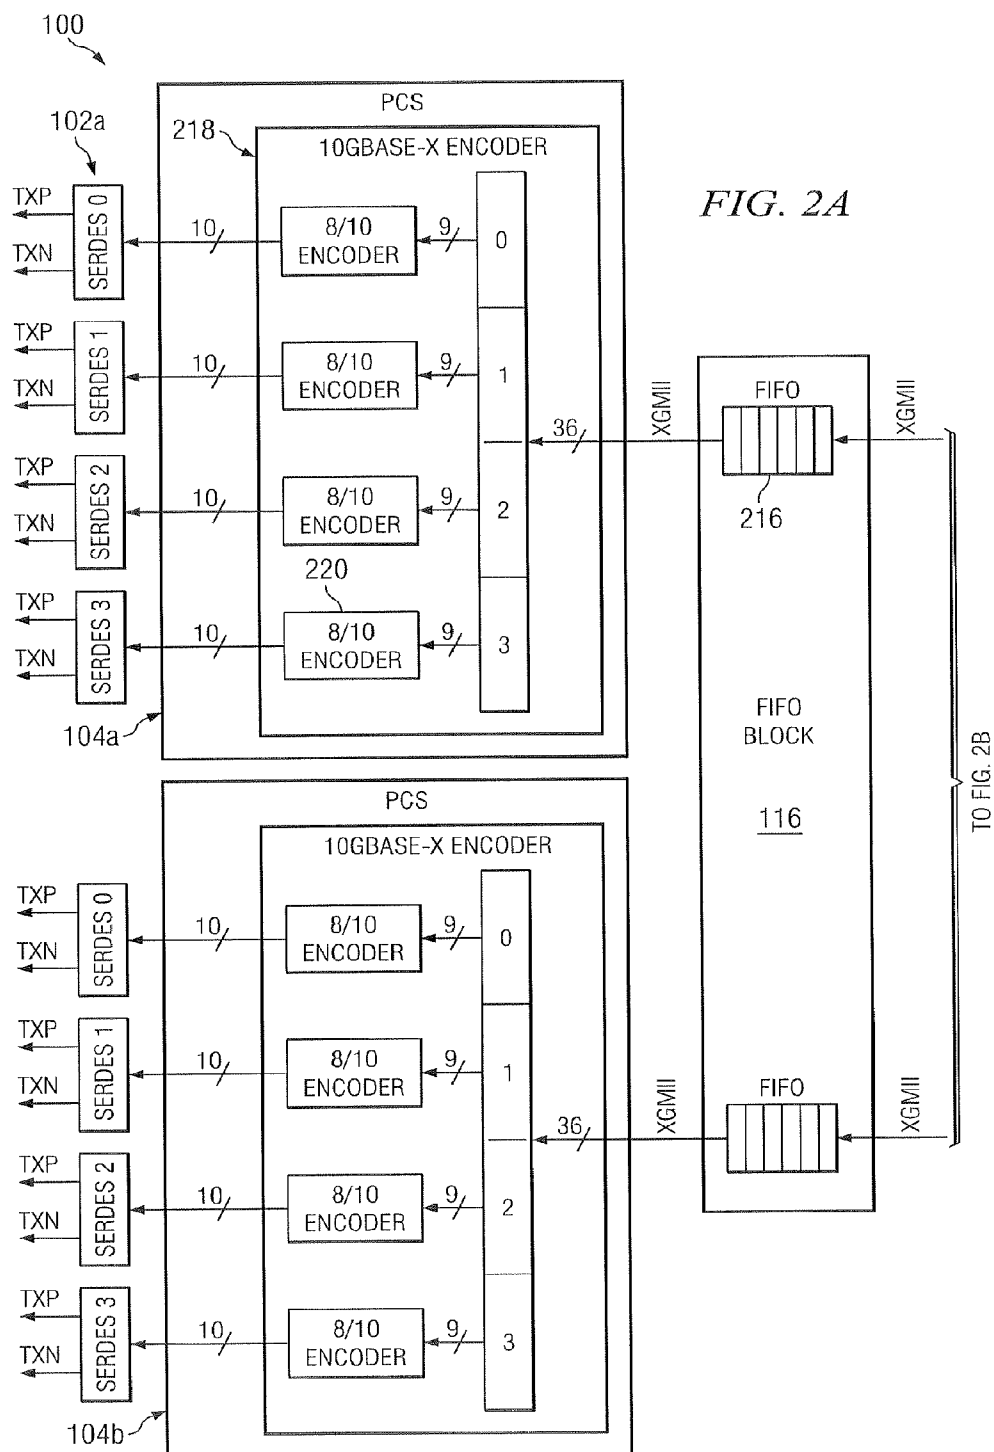 100
102a
218
PCS
10GBASE-X ENCODER
FIG. 2A
TXP
TXN
SERDES 0
10
8/10
ENCODER
9
0
TXP
TXN
SERDES 1
10
8/10
ENCODER
9
1
36
XGMII
FIFO
216
XGMII
TXP
TXN
SERDES 2
10
8/10
ENCODER
9
2
220
TXP
TXN
SERDES 3
10
8/10
ENCODER
9
3
104a
FIFO
BLOCK
116
TO FIG. 2B
PCS
10GBASE-X ENCODER
TXP
TXN
SERDES 0
10
8/10
ENCODER
9
0
TXP
TXN
SERDES 1
10
8/10
ENCODER
9
1
36
XGMII
FIFO
XGMII
TXP
TXN
SERDES 2
10
8/10
ENCODER
9
2
TXP
TXN
SERDES 3
10
8/10
ENCODER
9
3
104b